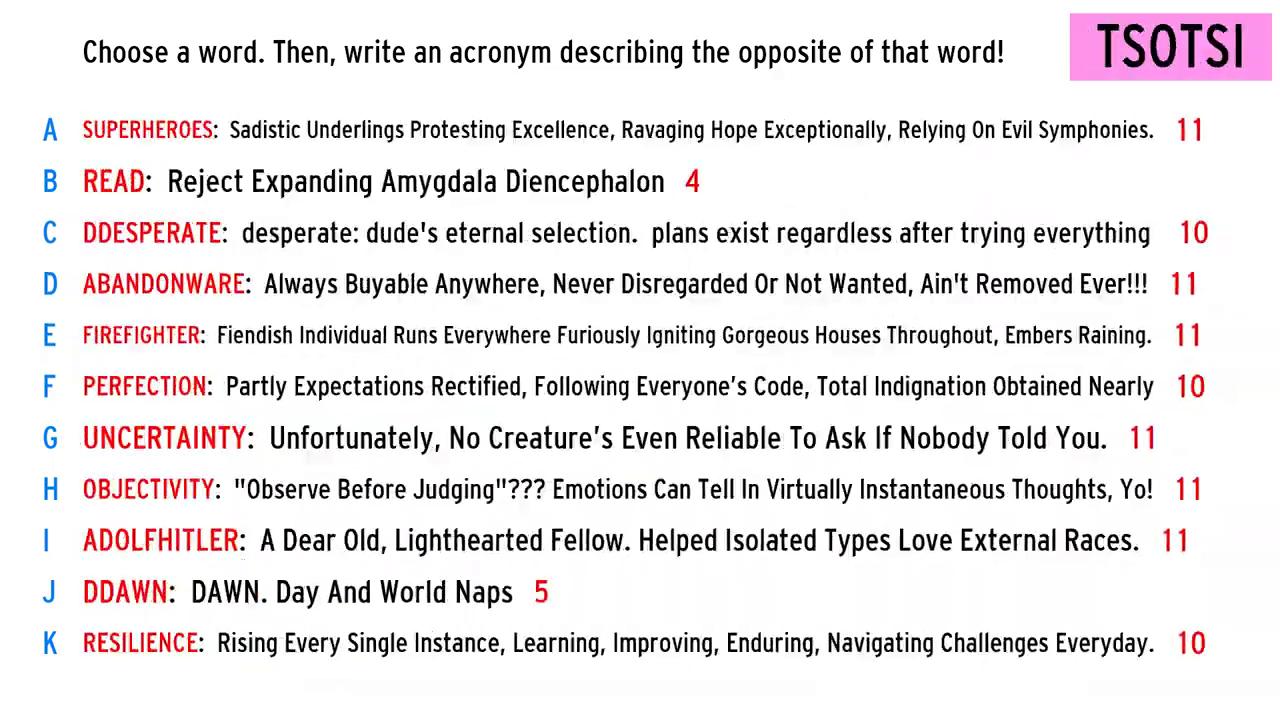 Choose a word. Then, write an acronym describing the opposite of that word!
TSOTSI
A SUPERHEROES: Sadistic Underlings Protesting Excellence, Ravaging Hope Exceptionally, Relying On Evil Symphonies. 11
B READ: Reject Expanding Amygdala Diencephalon 4
C DDESPERATE: desperate: dude's eternal selection. plans exist regardless after trying everything 10
D ABANDONWARE: Always Buyable Anywhere, Never Disregarded Or Not Wanted, Ain't Removed Ever!!! 11
E FIREFIGHTER: Fiendish Individual Runs Everywhere Furiously Igniting Gorgeous Houses Throughout, Embers Raining. 11
F PERFECTION: Partly Expectations Rectified, Following Everyone’s Code, Total Indignation Obtained Nearly 10
G UNCERTAINTY: Unfortunately, No Creature’s Even Reliable To Ask If Nobody Told You. 11
H OBJECTIVITY: "Observe Before Judging"??? Emotions Can Tell In Virtually Instantaneous Thoughts, Yo! 11
I ADOLFHITLER: A Dear Old, Lighthearted Fellow. Helped Isolated Types Love External Races. 11
J DDAWN: DAWN. Day And World Naps 5
K RESILIENCE: Rising Every Single Instance, Learning, Improving, Enduring, Navigating Challenges Everyday. 10